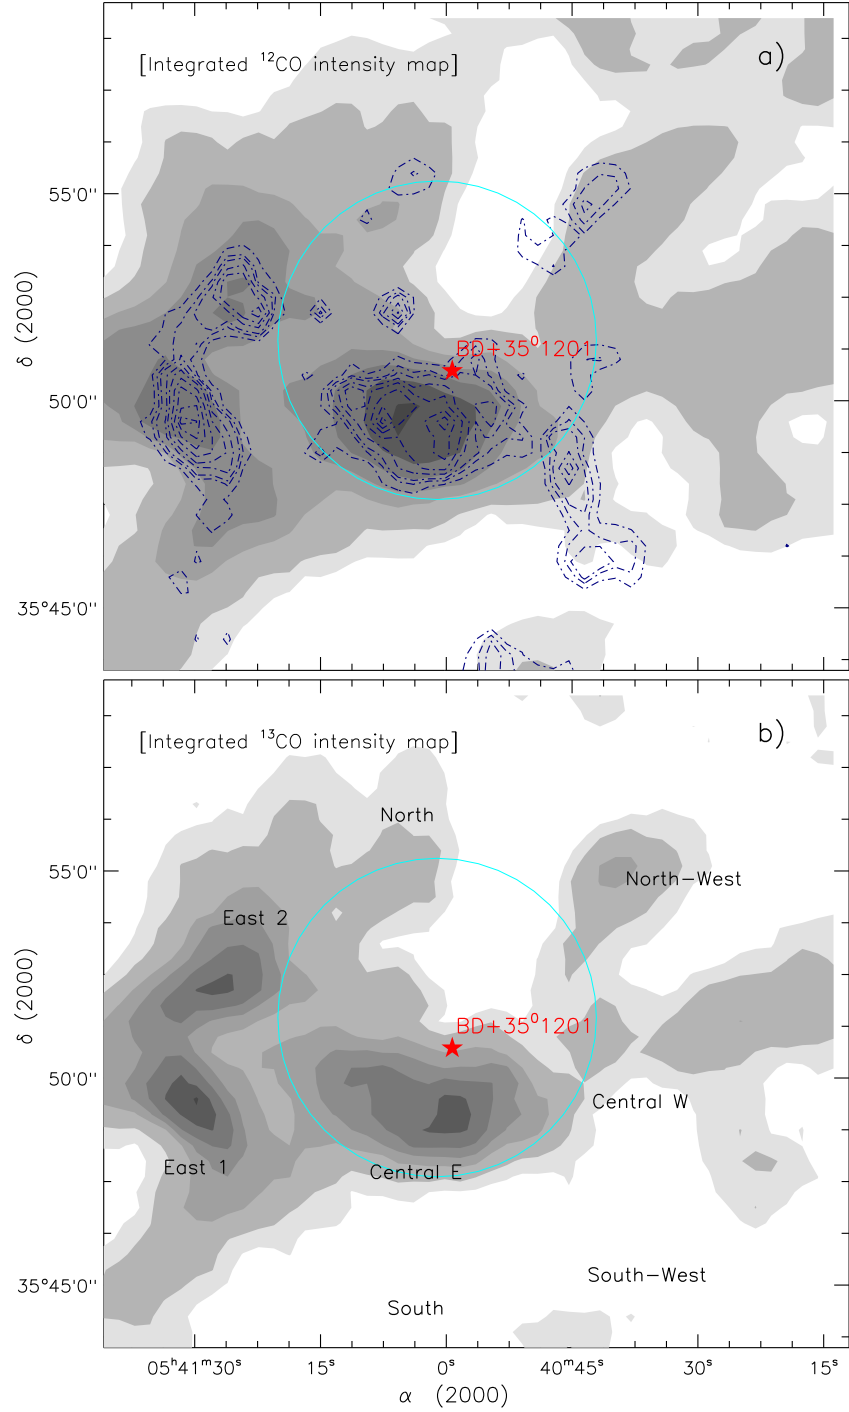 [Integrated ¹²CO intensity map]
a)
55'0''
BD+35⁰1201
50'0''
35°45'0''
δ (2000)
[Integrated ¹³CO intensity map]
b)
North
55'0''
North-West
East 2
BD+35⁰1201
50'0''
Central W
East 1
Central E
35°45'0''
South-West
South
δ (2000)
05ʰ41ᵐ30ˢ 15ˢ 0ˢ 40ᵐ45ˢ 30ˢ 15ˢ
α (2000)